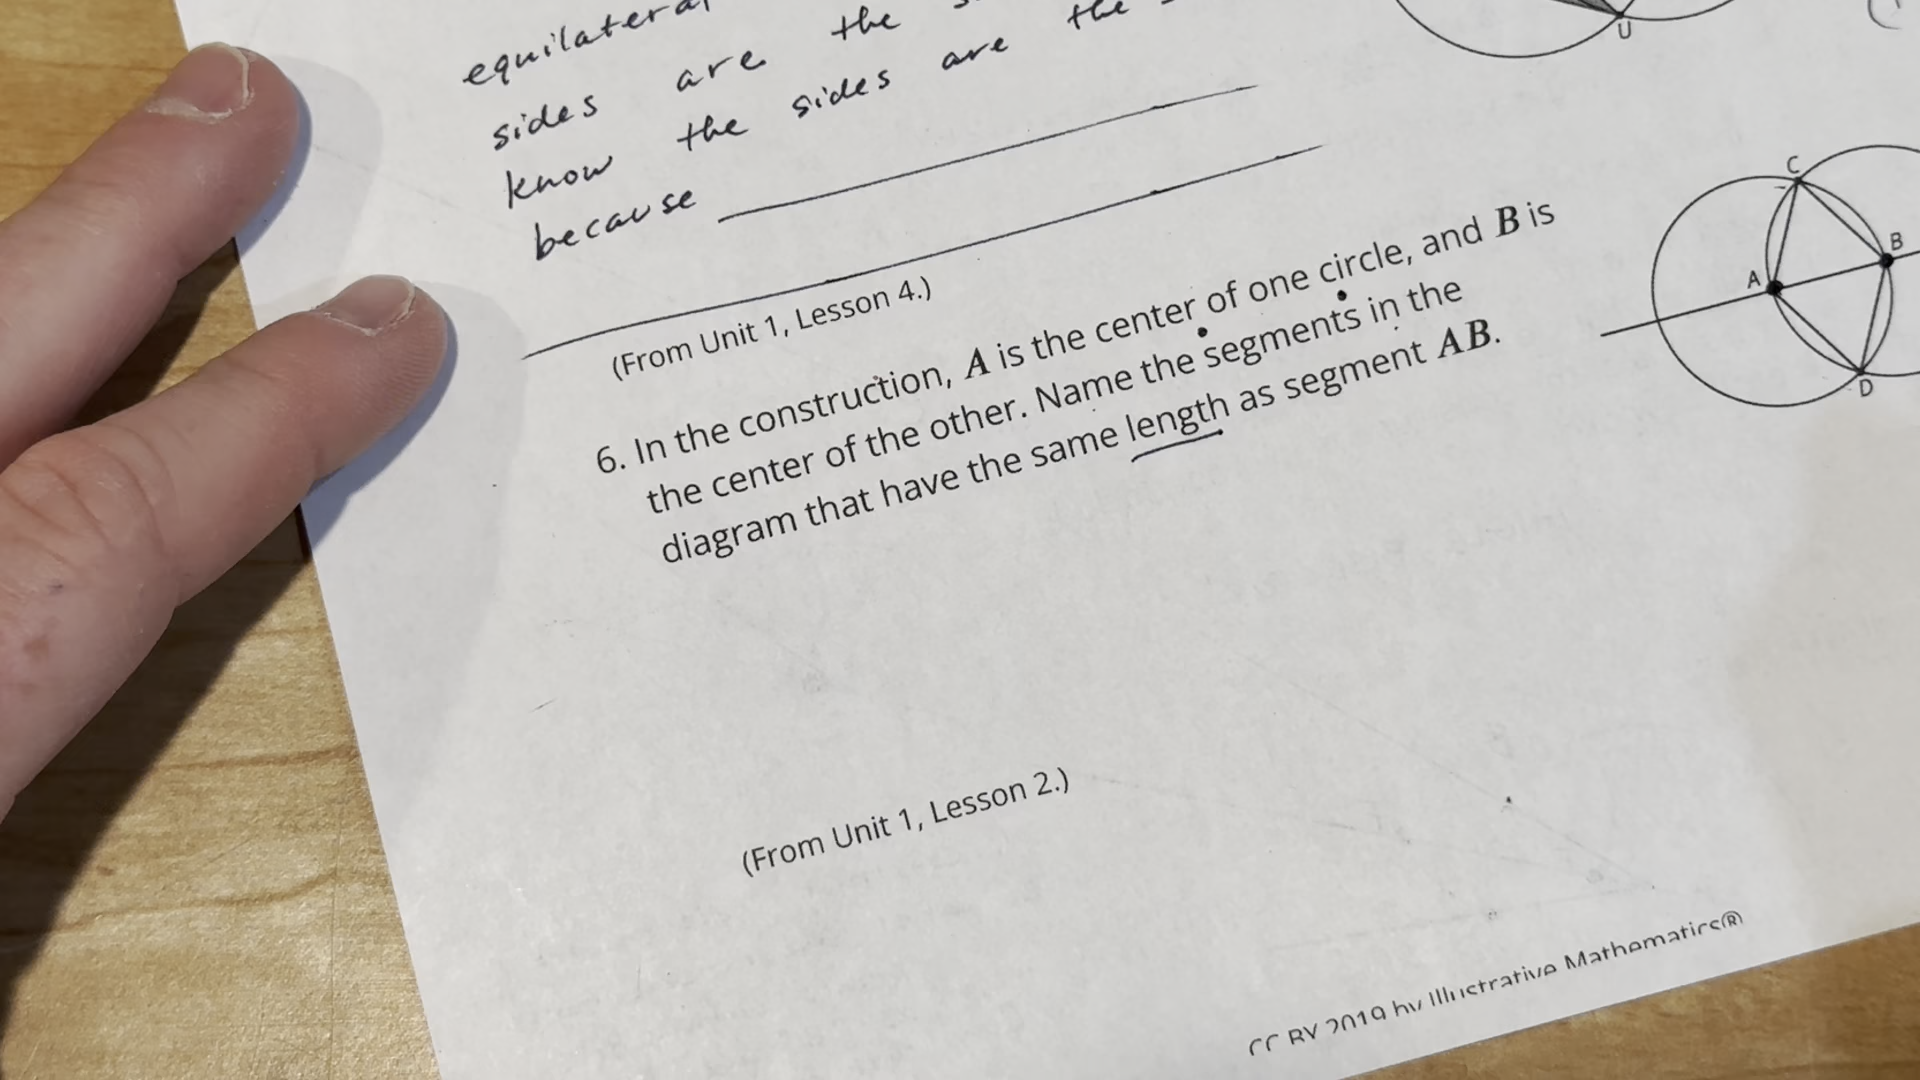 equilateral
sides are the
know the sides are the
because
U
(From Unit 1, Lesson 4.)
6. In the construction, A is the center of one circle, and B is
the center of the other. Name the segments in the
diagram that have the same length as segment AB.
C
B
A
D
(From Unit 1, Lesson 2.)
CC BY 2019 by Illustrative Mathematics®